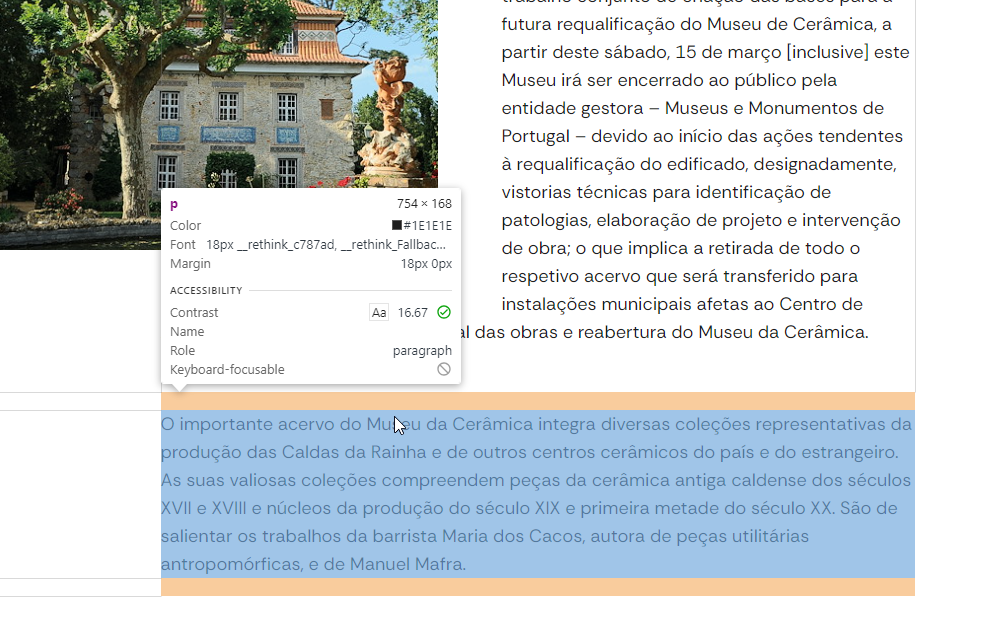 futura requalificação do Museu de Cerâmica, a
partir deste sábado, 15 de março [inclusive] este
Museu irá ser encerrado ao público pela
entidade gestora – Museus e Monumentos de
Portugal – devido ao início das ações tendentes
à requalificação do edificado, designadamente,
vistorias técnicas para identificação de
patologias, elaboração de projeto e intervenção
de obra; o que implica a retirada de todo o
respetivo acervo que será transferido para
instalações municipais afetas ao Centro de
al das obras e reabertura do Museu da Cerâmica.
p 754 × 168
Color #1E1E1E
Font 18px __rethink_c787ad, __rethink_Fallbac...
Margin 18px 0px
ACCESSIBILITY
Contrast Aa 16.67
Name
Role paragraph
Keyboard-focusable
O importante acervo do Museu da Cerâmica integra diversas coleções representativas da
produção das Caldas da Rainha e de outros centros cerâmicos do país e do estrangeiro.
As suas valiosas coleções compreendem peças da cerâmica antiga caldense dos séculos
XVII e XVIII e núcleos da produção do século XIX e primeira metade do século XX. São de
salientar os trabalhos da barrista Maria dos Cacos, autora de peças utilitárias
antropomórficas, e de Manuel Mafra.